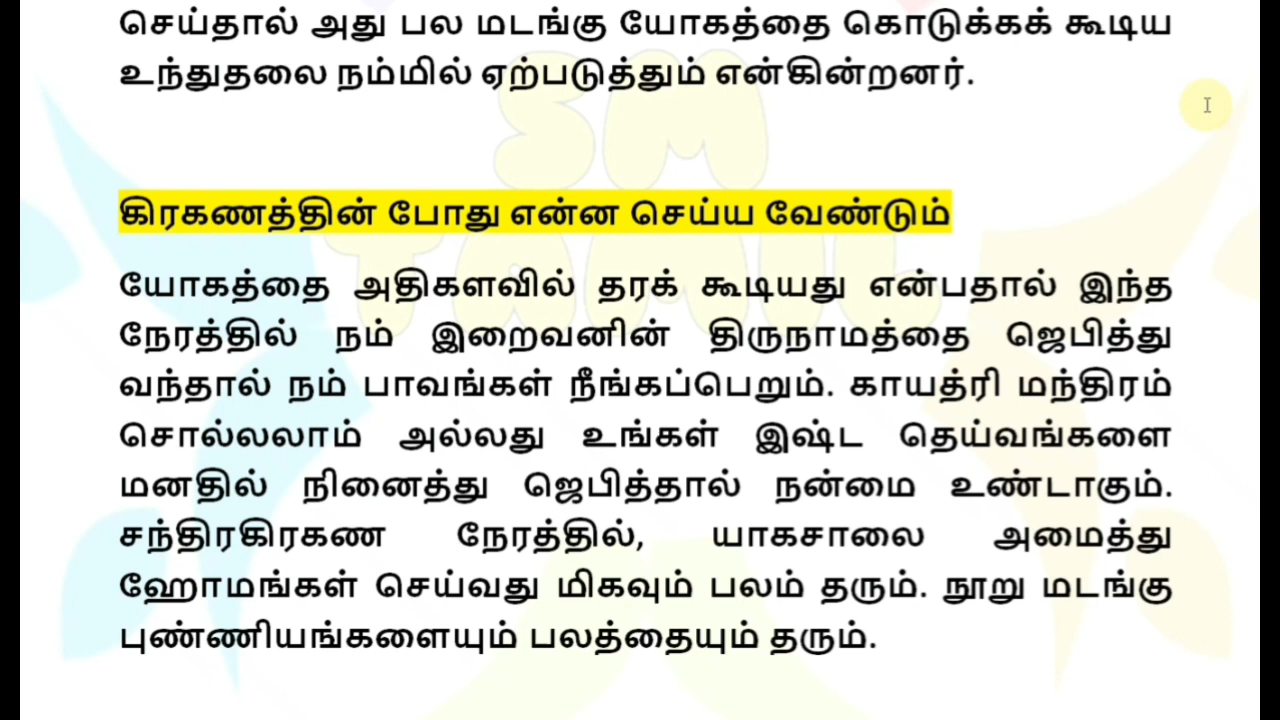 செய்தால் அது பல மடங்கு யோகத்தை கொடுக்கக் கூடிய
உந்துதலை நம்மில் ஏற்படுத்தும் என்கின்றனர்.
கிரகணத்தின் போது என்ன செய்ய வேண்டும்
யோகத்தை அதிகளவில் தரக் கூடியது என்பதால் இந்த
நேரத்தில் நம் இறைவனின் திருநாமத்தை ஜெபித்து
வந்தால் நம் பாவங்கள் நீங்கப்பெறும். காயத்ரி மந்திரம்
சொல்லலாம் அல்லது உங்கள் இஷ்ட தெய்வங்களை
மனதில் நினைத்து ஜெபித்தால் நன்மை உண்டாகும்.
சந்திரகிரகண நேரத்தில், யாகசாலை அமைத்து
ஹோமங்கள் செய்வது மிகவும் பலம் தரும். நூறு மடங்கு
புண்ணியங்களையும் பலத்தையும் தரும்.
SM
TAMIL